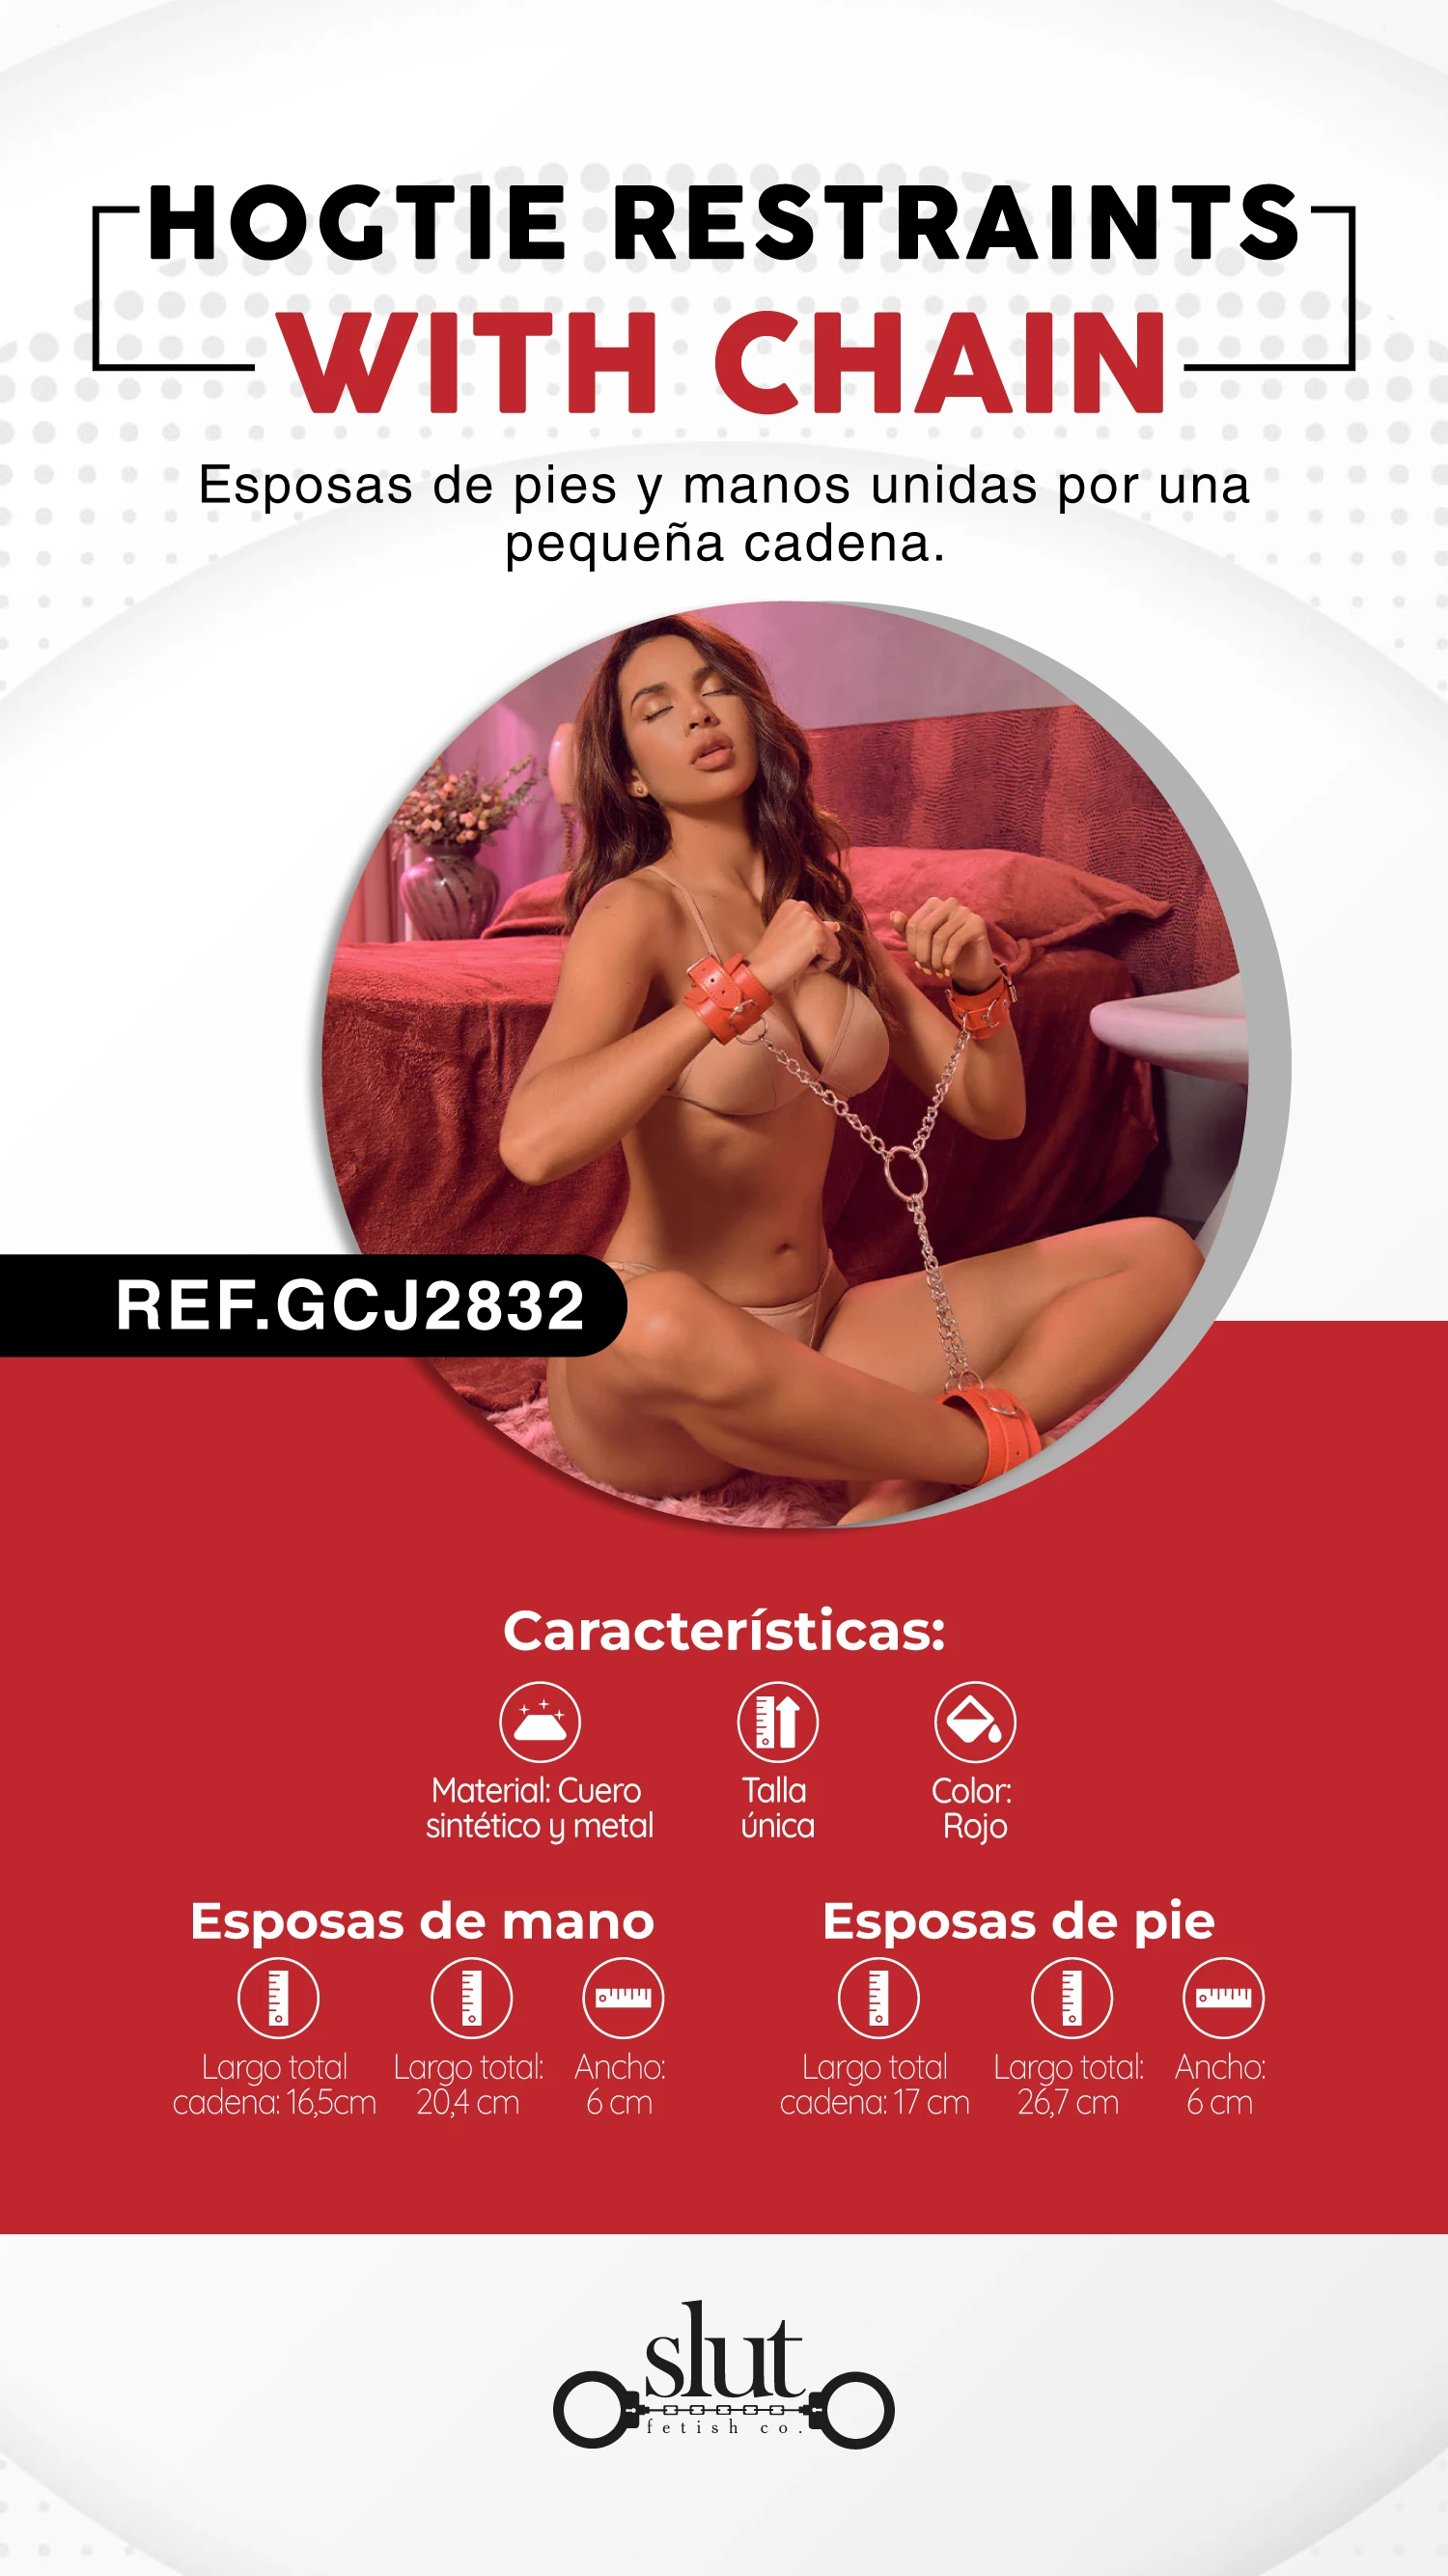 HOGTIE RESTRAINTS
WITH CHAIN
Esposas de pies y manos unidas por una
pequeña cadena.
REF.GCJ2832
Características:
Material: Cuero
sintético y metal
Talla
única
Color:
Rojo
Esposas de mano
Largo total
cadena: 16,5cm
Largo total:
20,4 cm
Ancho:
6 cm
Esposas de pie
Largo total
cadena: 17 cm
Largo total:
26,7 cm
Ancho:
6 cm
slut
fetish co.